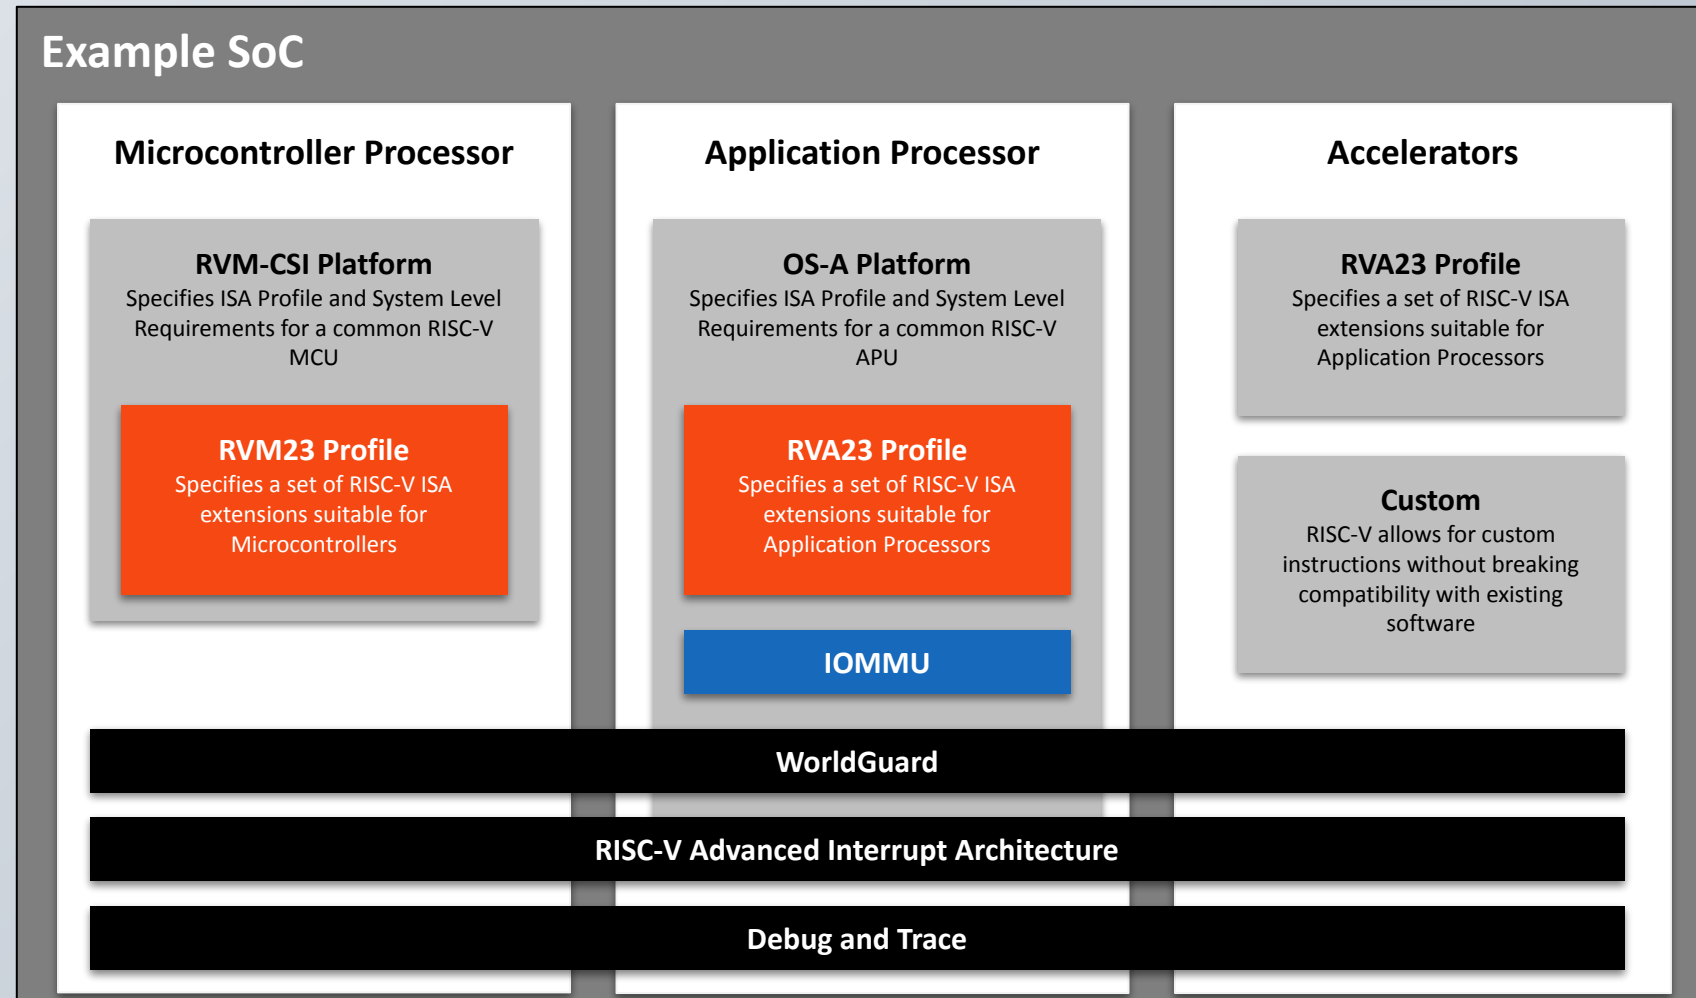 Example SoC
Microcontroller Processor
RVM-CSI Platform
Specifies ISA Profile and System Level
Requirements for a common RISC-V
MCU
RVM23 Profile
Specifies a set of RISC-V ISA
extensions suitable for
Microcontrollers
Application Processor
OS-A Platform
Specifies ISA Profile and System Level
Requirements for a common RISC-V
APU
RVA23 Profile
Specifies a set of RISC-V ISA
extensions suitable for
Application Processors
IOMMU
Accelerators
RVA23 Profile
Specifies a set of RISC-V ISA
extensions suitable for
Application Processors
Custom
RISC-V allows for custom
instructions without breaking
compatibility with existing
software
WorldGuard
RISC-V Advanced Interrupt Architecture
Debug and Trace